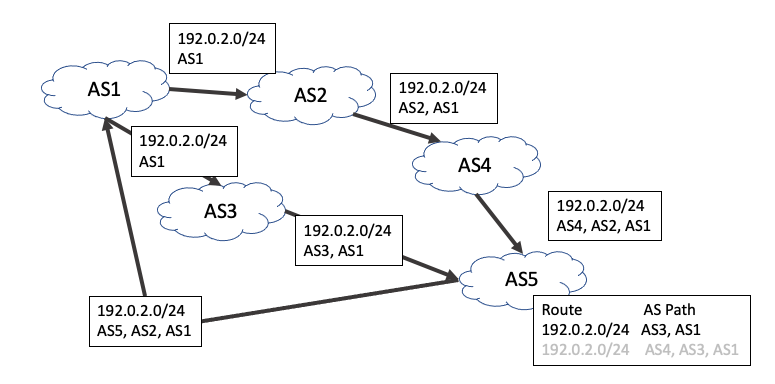 192.0.2.0/24
AS1
AS1
AS2
192.0.2.0/24
AS2, AS1
192.0.2.0/24
AS1
AS4
AS3
192.0.2.0/24
AS4, AS2, AS1
192.0.2.0/24
AS3, AS1
AS5
192.0.2.0/24
AS5, AS2, AS1
Route AS Path
192.0.2.0/24 AS3, AS1
192.0.2.0/24 AS4, AS3, AS1